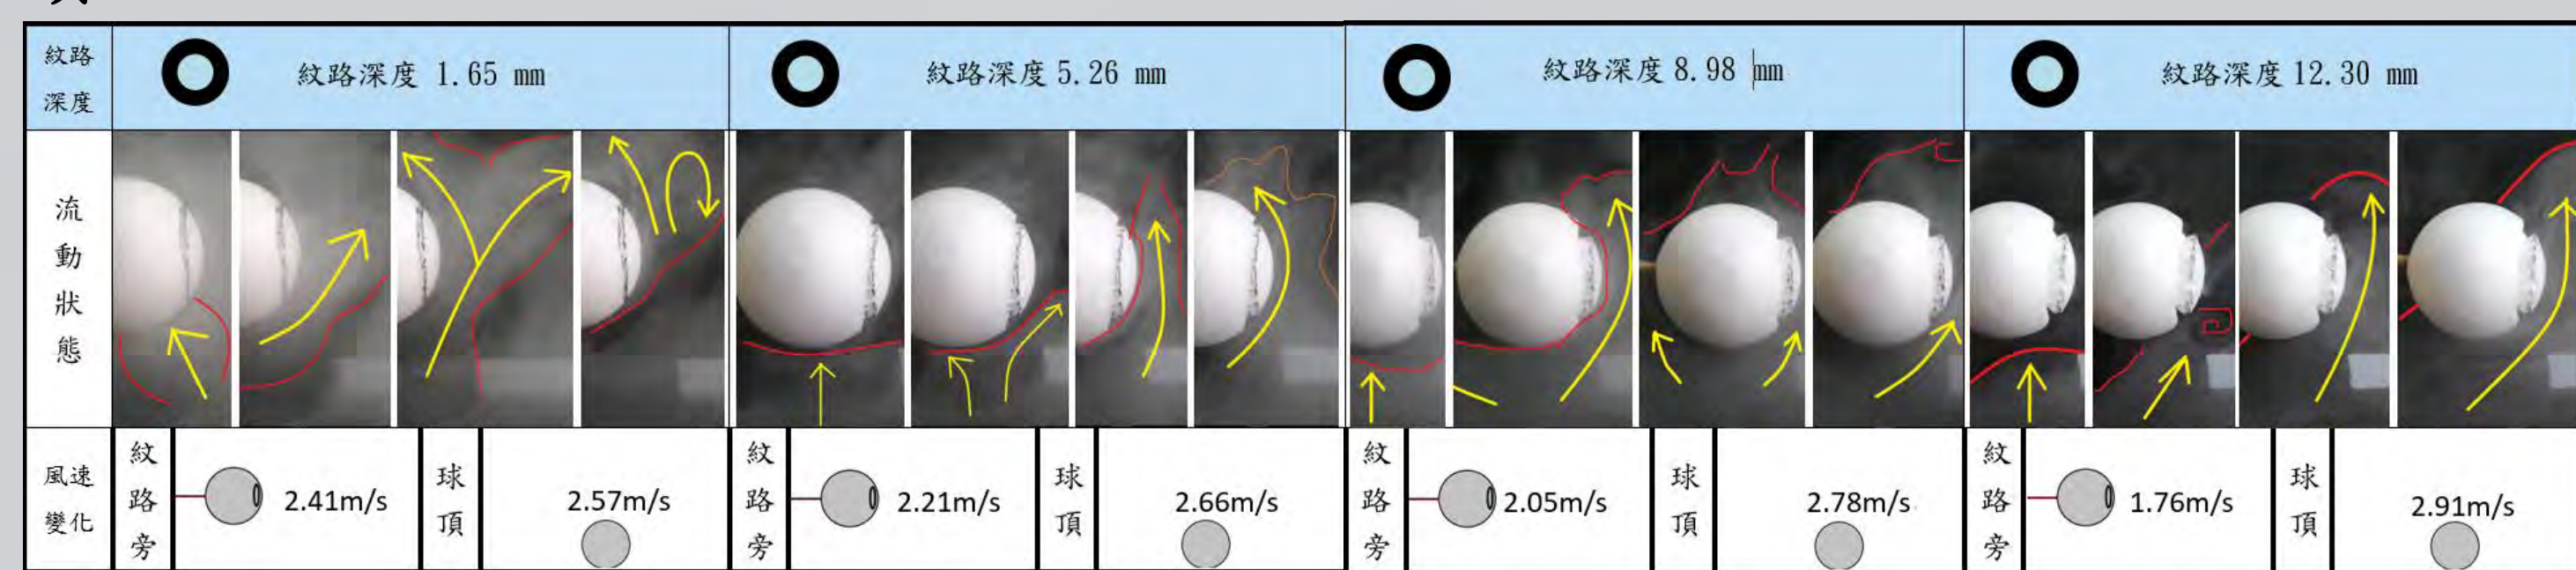 紋路深度
紋路深度 1.65 mm
紋路深度 5.26 mm
紋路深度 8.98 mm
紋路深度 12.30 mm
流動狀態
風速變化
紋路旁
2.41m/s
球頂
2.57m/s
紋路旁
2.21m/s
球頂
2.66m/s
紋路旁
2.05m/s
球頂
2.78m/s
紋路旁
1.76m/s
球頂
2.91m/s